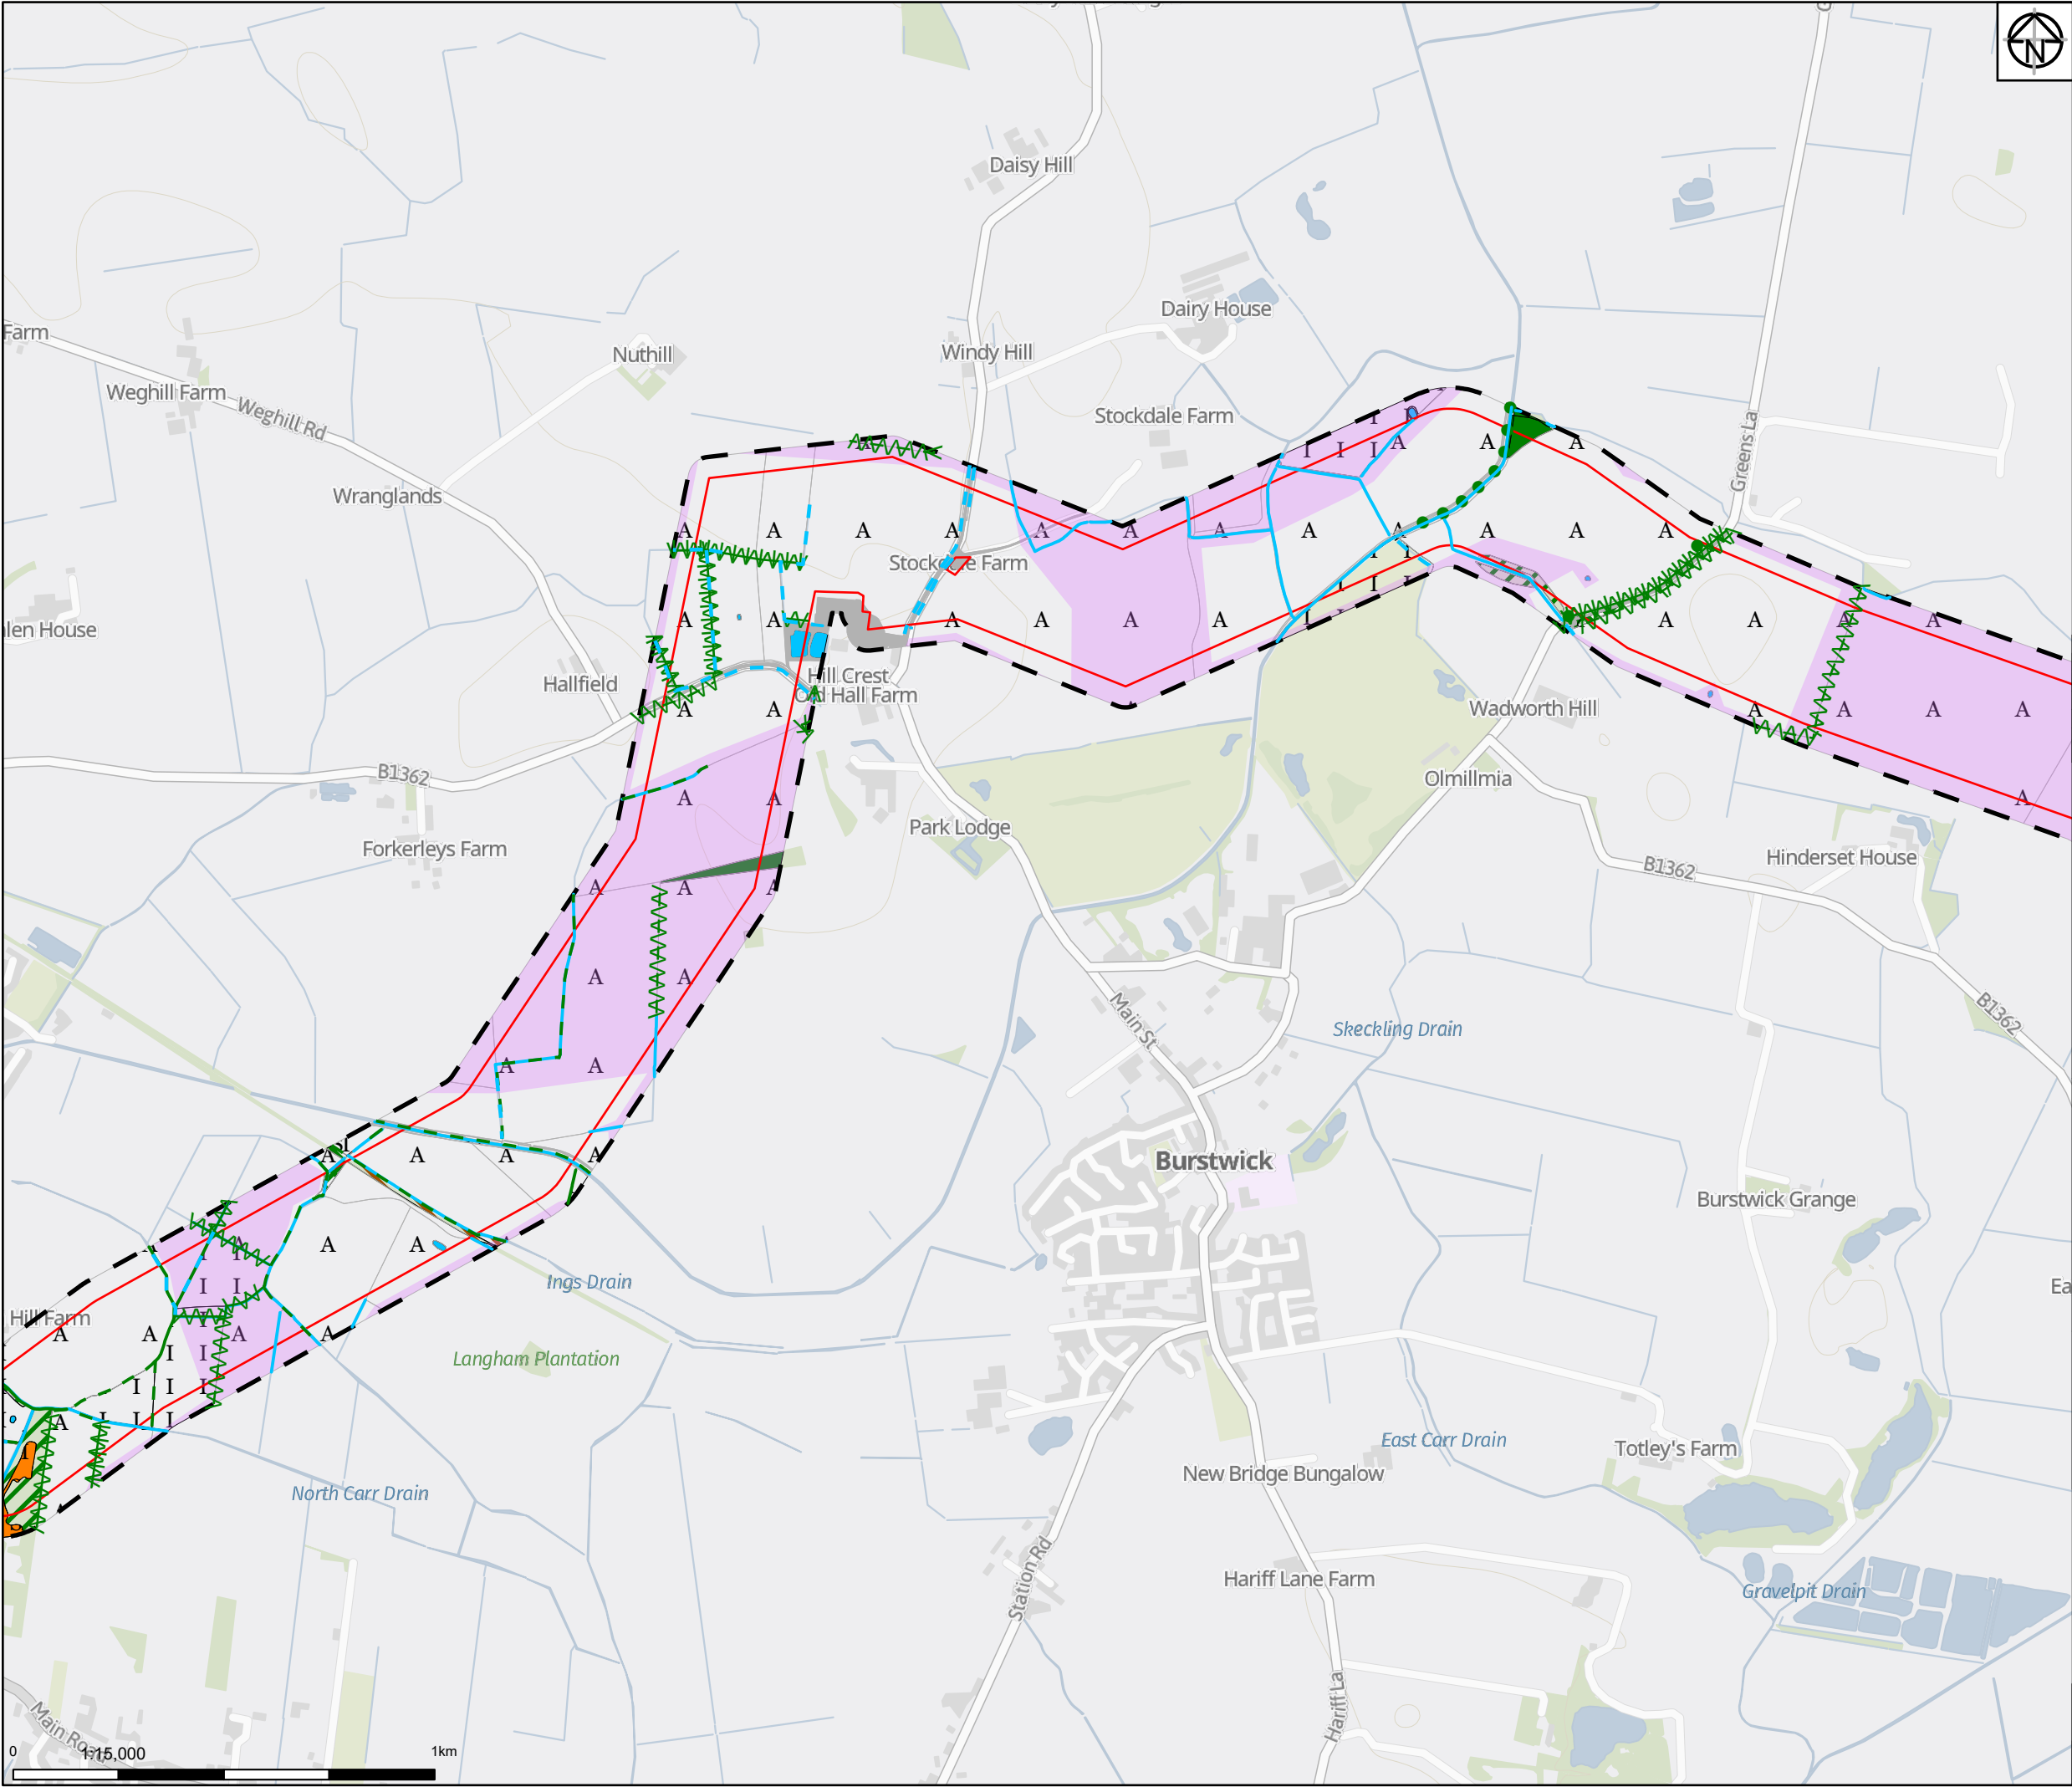 N
Daisy Hill
Dairy House
Farm
Nuthill
Windy Hill
Weghill Farm
Weghill Rd
Stockdale Farm
Greens La
Wranglands
Hallfield
Hill Crest
Old Hall Farm
Wadworth Hill
B1362
Olmillmia
Park Lodge
Forkerleys Farm
Hinderset House
B1362
B1362
Main St
Skeckling Drain
Burstwick
Burstwick Grange
Ings Drain
Hill Farm
Langham Plantation
East Carr Drain
Totley's Farm
New Bridge Bungalow
North Carr Drain
Station Rd
Hariff Lane Farm
Gravelpit Drain
Hariff La
Main Road
0
1:15,000
1km